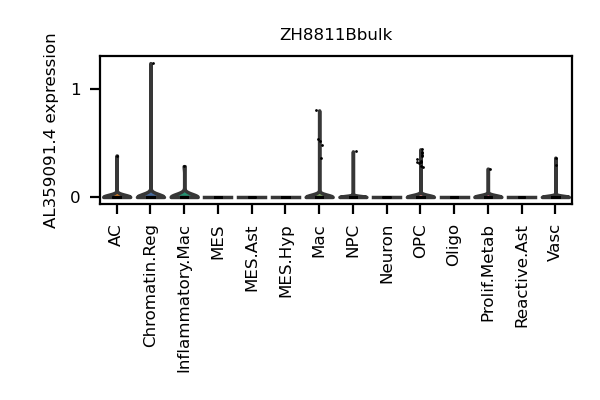 ZH8811Bbulk
AL359091.4 expression
1
0
AC
Chromatin.Reg
Inflammatory.Mac
MES
MES.Ast
MES.Hyp
Mac
NPC
Neuron
OPC
Oligo
Prolif.Metab
Reactive.Ast
Vasc